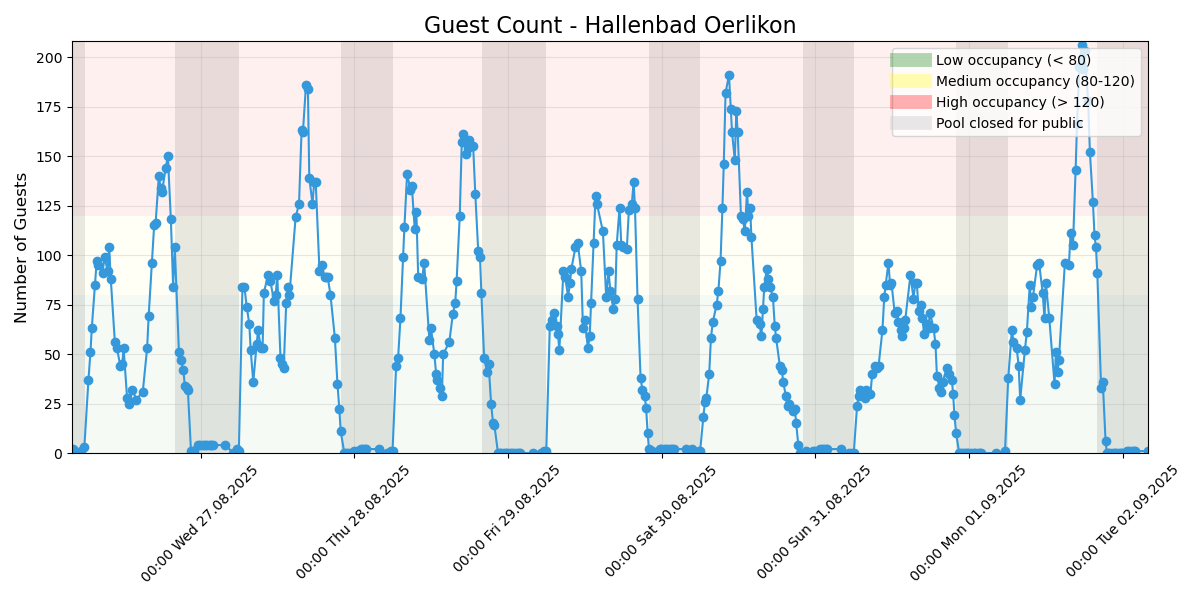 Guest Count - Hallenbad Oerlikon
Number of Guests
200
175
150
125
100
75
50
25
0
Low occupancy (< 80)
Medium occupancy (80-120)
High occupancy (> 120)
Pool closed for public
00:00 Wed 27.08.2025
00:00 Thu 28.08.2025
00:00 Fri 29.08.2025
00:00 Sat 30.08.2025
00:00 Sun 31.08.2025
00:00 Mon 01.09.2025
00:00 Tue 02.09.2025